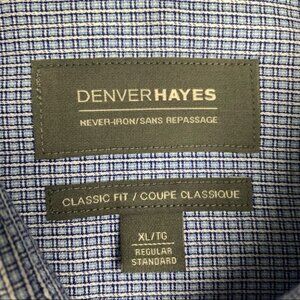 DENVERHAYES
NEVER-IRON/SANS REPASSAGE
CLASSIC FIT / COUPE CLASSIQUE
XL/TG
REGULAR
STANDARD